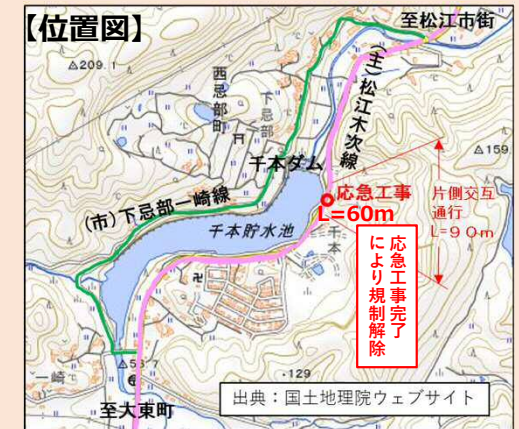 【位置図】
至松江市街
△209.1
西忌部町
下忌部
(主)松江木次線
千本ダム
△159
応急工事
L=60m
片側交互
通行
L=90m
(市)下忌部一崎線
千本貯水池
千本
応急工事完了
により規制解除
一崎
・129
至大東町
出典：国土地理院ウェブサイト